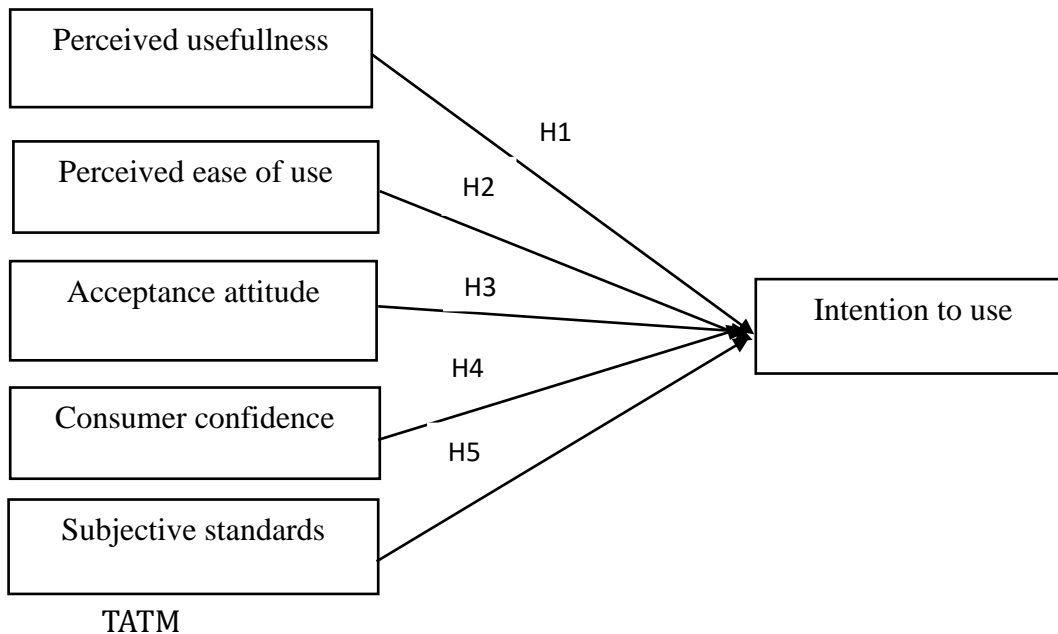 Perceived usefullness
H1
Perceived ease of use
H2
Acceptance attitude
H3
Intention to use
H4
Consumer confidence
H5
Subjective standards
TATM